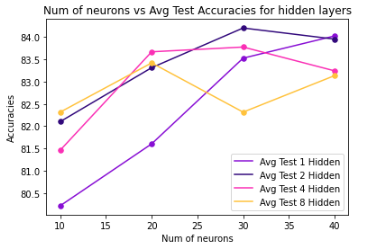 Num of neurons vs Avg Test Accuracies for hidden layers
84.0
83.5
83.0
82.5
82.0
81.5
81.0
80.5
Accuracies
Avg Test 1 Hidden
Avg Test 2 Hidden
Avg Test 4 Hidden
Avg Test 8 Hidden
10 15 20 25 30 35 40
Num of neurons